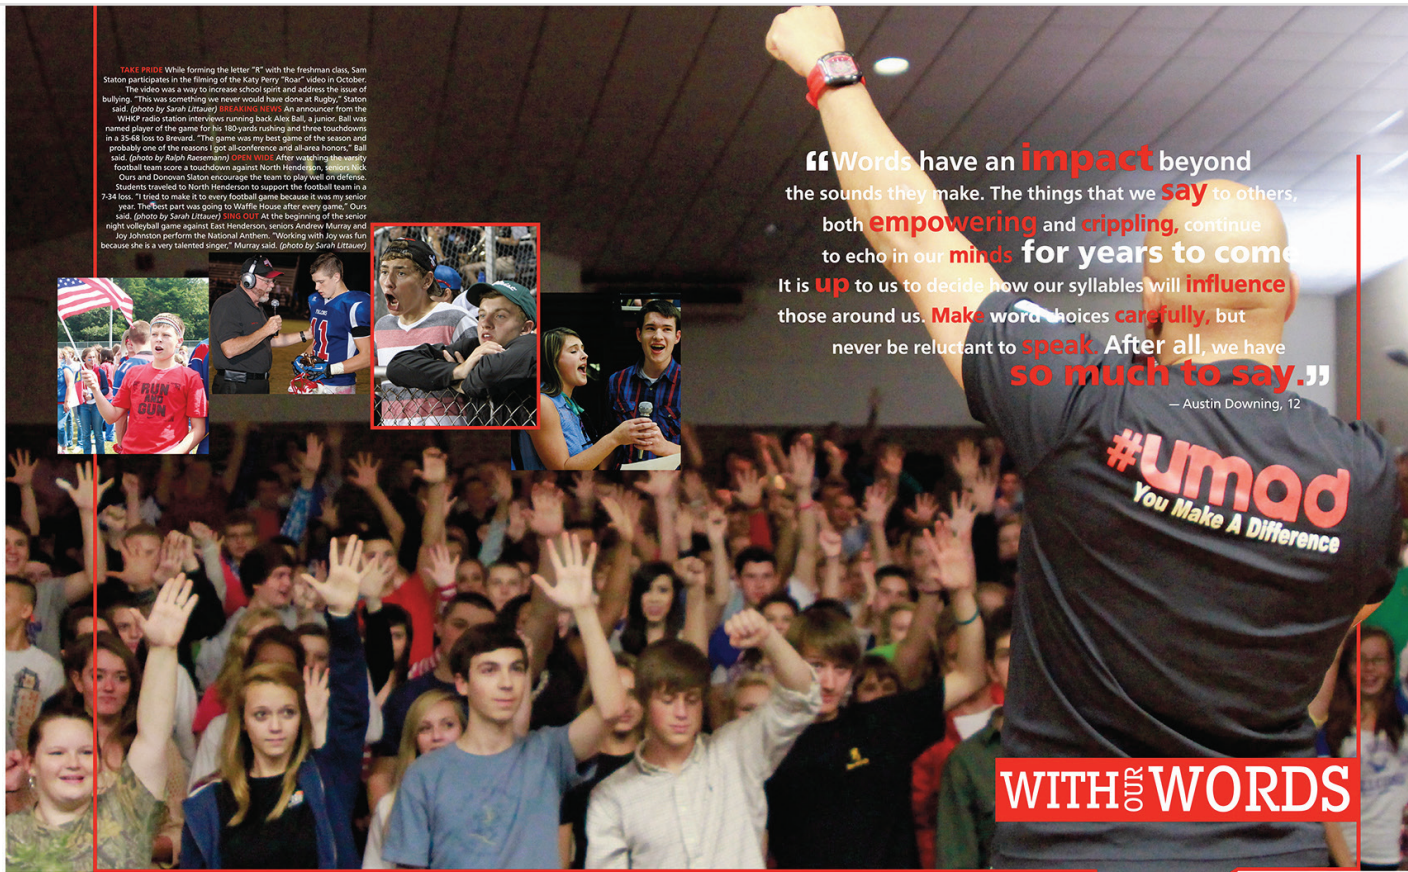 TAKE PRIDE While forming the letter "R" with the freshman class, Sam
Staton participates in the filming of the Katy Perry "Roar" video in October.
The video was a way to increase school spirit and address the issue of
bullying. "This was something we never would have done at Rugby," Staton
said. (photo by Sarah Littauer) BREAKING NEWS An announcer from the
WHKP radio station interviews running back Alex Ball, a junior. Ball was
named player of the game for his 180-yards rushing and three touchdowns
in a 35-68 loss to Brevard. "The game was my best game of the season and
probably one of the reasons I got all-conference and all-area honors," Ball
said. (photo by Ralph Raesemann) OPEN WIDE After watching the varsity
football team score a touchdown against North Henderson, seniors Nick
Ours and Donovan Slaton encourage the team to play well on defense.
Students traveled to North Henderson to support the football team in a
7-34 loss. "I tried to make it to every football game because it was my senior
year. The best part was going to Waffle House after every game," Ours
said. (photo by Sarah Littauer) SING OUT At the beginning of the senior
night volleyball game against East Henderson, seniors Andrew Murray and
Joy Johnston perform the National Anthem. "Working with Joy was fun
because she is a very talented singer," Murray said. (photo by Sarah Littauer)
RUN
AND
GUN
11
"Words have an impact beyond
the sounds they make. The things that we say to others,
both empowering and crippling, continue
to echo in our minds for years to come.
It is up to us to decide how our syllables will influence
those around us. Make word choices carefully, but
never be reluctant to speak. After all, we have
so much to say."
— Austin Downing, 12
#umad
You Make A Difference
WITH OUR WORDS